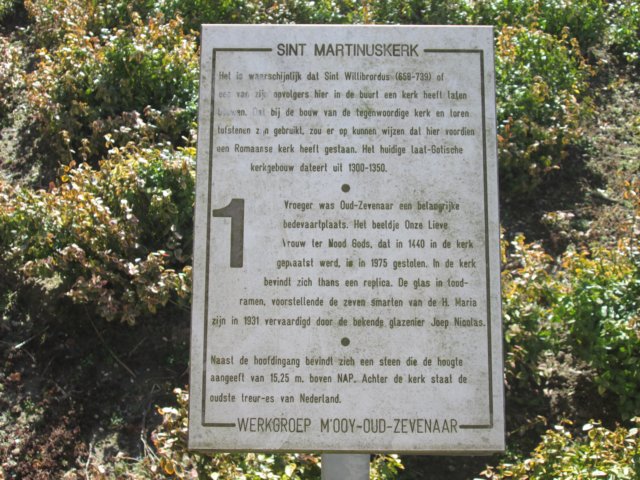 SINT MARTINUSKERK
Het is waarschijnlijk dat Sint Willibrordus (658-739) of
een van zijn opvolgers hier in de buurt een kerk heeft laten
bouwen. Dat bij de bouw van de tegenwoordige kerk en toren
tufstenen zijn gebruikt, zou er op kunnen wijzen dat hier voordien
een Romaanse kerk heeft gestaan. Het huidige laat-Gotische
kerkgebouw dateert uit 1300-1350.
1
Vroeger was Oud-Zevenaar een belangrijke
bedevaartplaats. Het beeldje Onze Lieve
Vrouw ter Nood Gods, dat in 1440 in de kerk
geplaatst werd, is in 1975 gestolen. In de kerk
bevindt zich thans een replica. De glas in lood-
ramen, voorstellende de zeven smarten van de H. Maria
zijn in 1931 vervaardigd door de bekende glazenier Joep Nicolas.
Naast de hoofdingang bevindt zich een steen die de hoogte
aangeeft van 15,25 m. boven NAP. Achter de kerk staat de
oudste treur-es van Nederland.
WERKGROEP M'OOY-OUD-ZEVENAAR